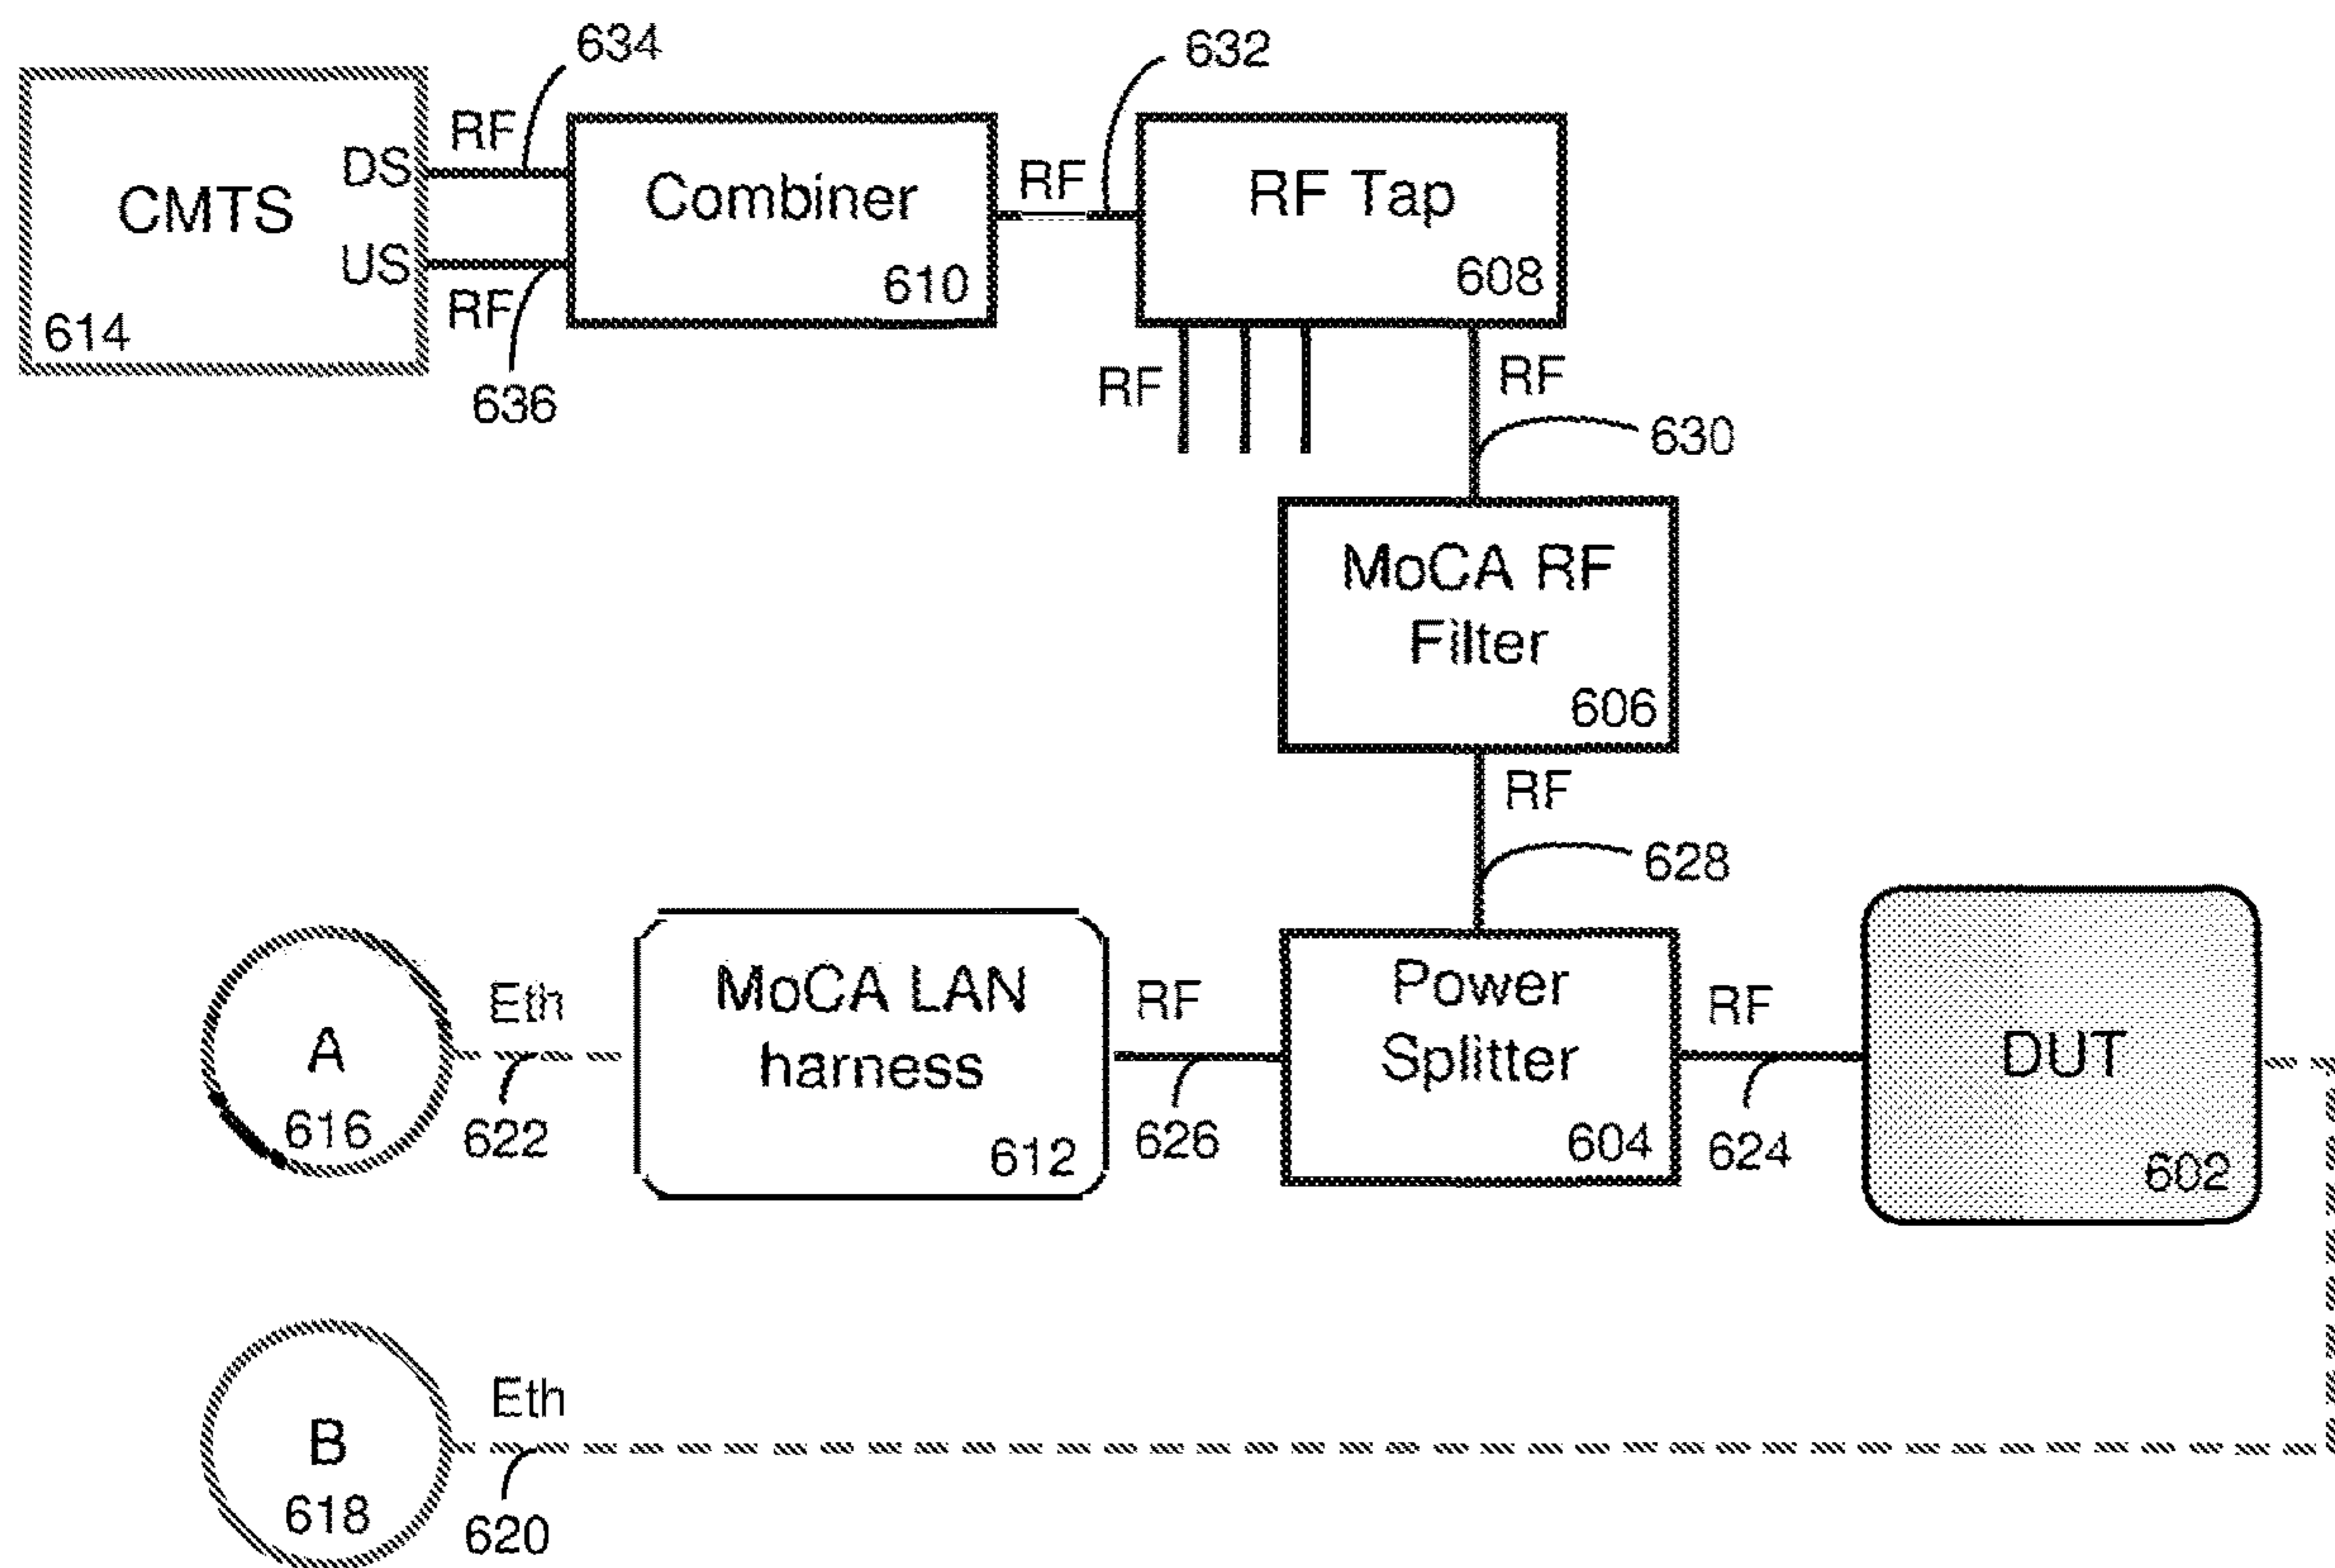 634
632
RF
DS
CMTS
US
RF
614
636
Combiner
610
RF
RF Tap
608
RF
RF
630
MoCA RF
Filter
606
RF
628
A
616
Eth
622
MoCA LAN
harness
612
RF
626
Power
Splitter
604
RF
624
DUT
602
B
618
Eth
620